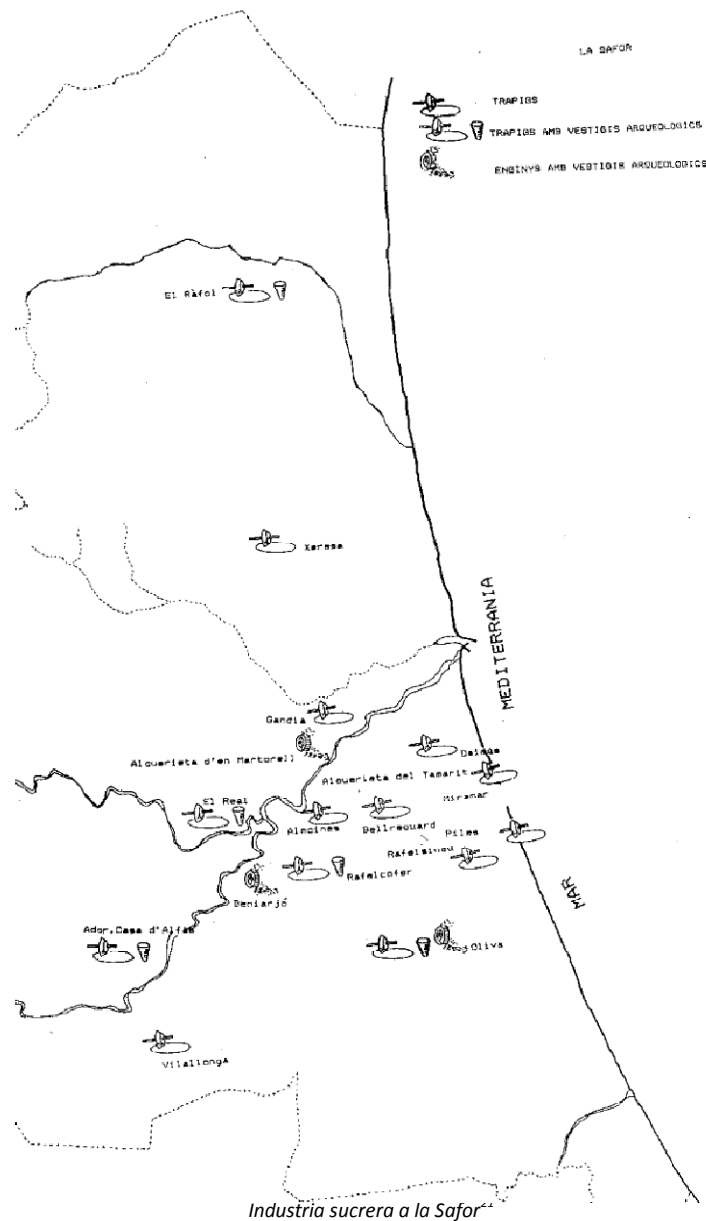 LA SAFOR
TRAPIGS
TRAPIGS AMB VESTIGIS ARQUEOLOGICS
ENGINYS AMB VESTIGIS ARQUEOLOGICS
El Ràfol
Xeresa
MEDITERRANIA
Gandia
Alquerieta d'en Martorell
Daimús
Alquerieta del Tamarit
Miramar
El Real
Almoines
Bellreguard
Piles
Rafelcofer
Beniarjó
MAR
Ador,Casa d'Alfàs
Oliva
Vilallonga
Industria sucrera a la Safor